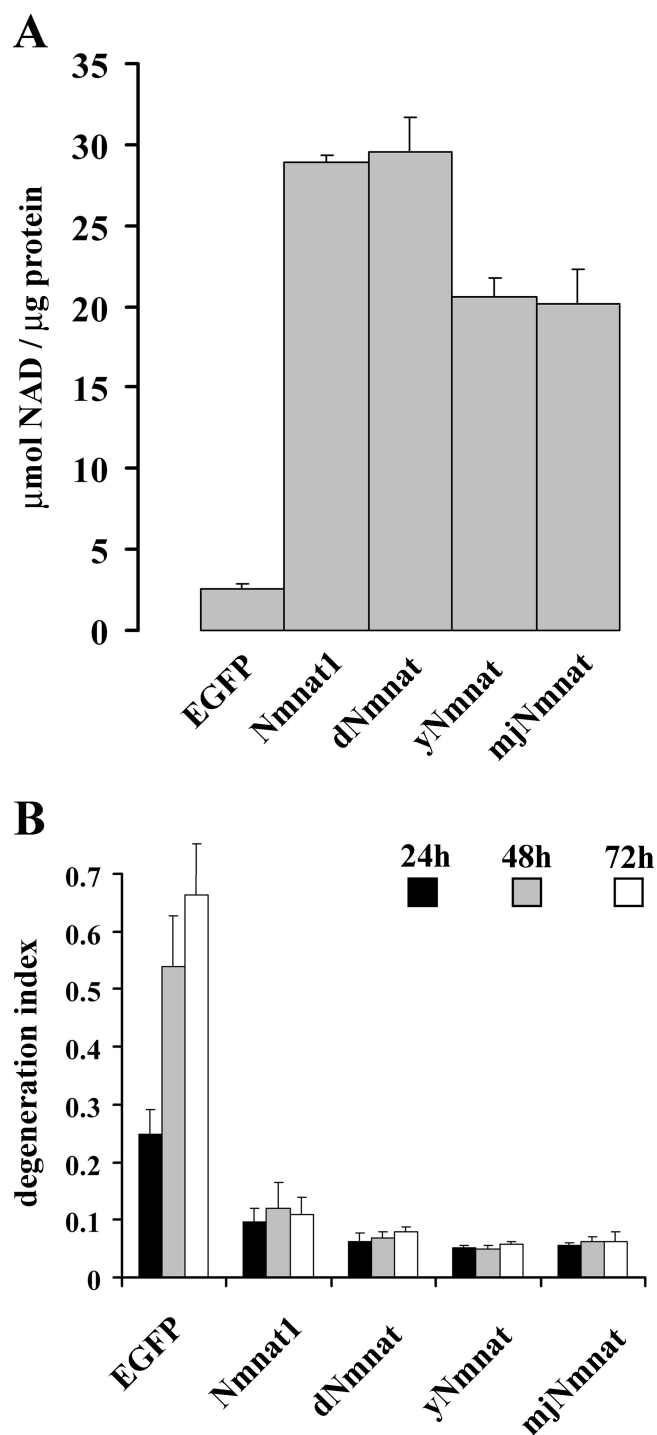 A
35
30
25
20
15
10
5
0
µmol NAD / µg protein
EGFP
Nmnat1
dNmnat
yNmnat
mjNmnat
B
24h 48h 72h
0.7
0.6
0.5
0.4
0.3
0.2
0.1
0
degeneration index
EGFP
Nmnat1
dNmnat
yNmnat
mjNmnat